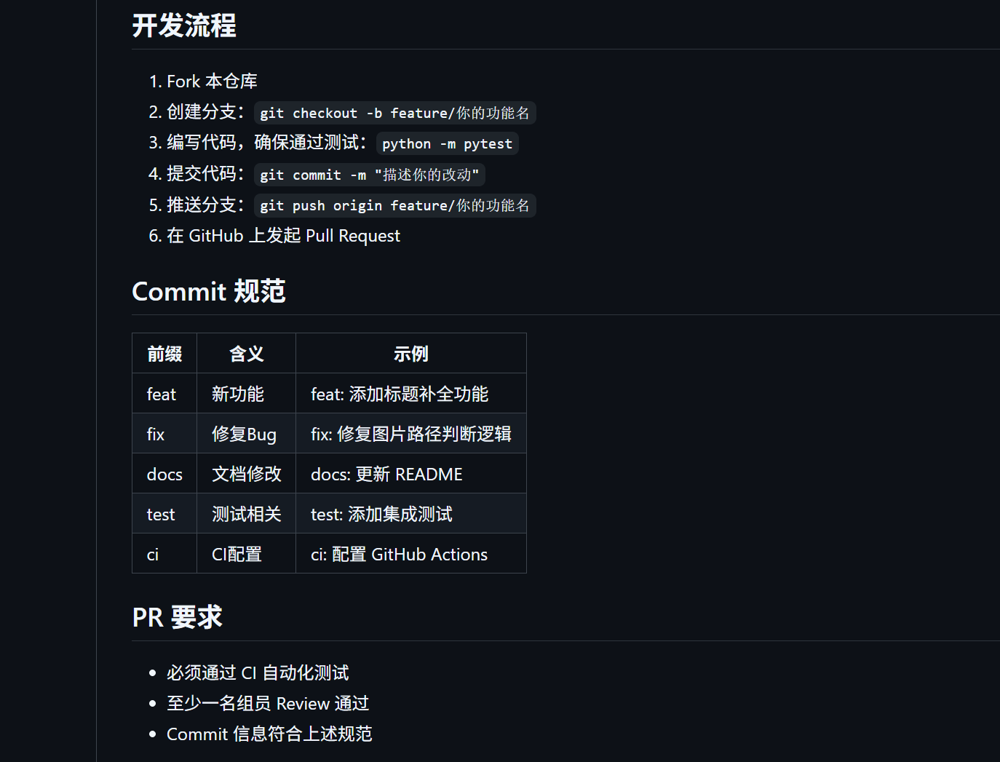 开发流程
1. Fork 本仓库
2. 创建分支： git checkout -b feature/你的功能名
3. 编写代码，确保通过测试： python -m pytest
4. 提交代码： git commit -m "描述你的改动"
5. 推送分支： git push origin feature/你的功能名
6. 在 GitHub 上发起 Pull Request
Commit 规范
前缀 含义 示例
feat 新功能 feat: 添加标题补全功能
fix 修复Bug fix: 修复图片路径判断逻辑
docs 文档修改 docs: 更新 README
test 测试相关 test: 添加集成测试
ci CI配置 ci: 配置 GitHub Actions
PR 要求
• 必须通过 CI 自动化测试
• 至少一名组员 Review 通过
• Commit 信息符合上述规范